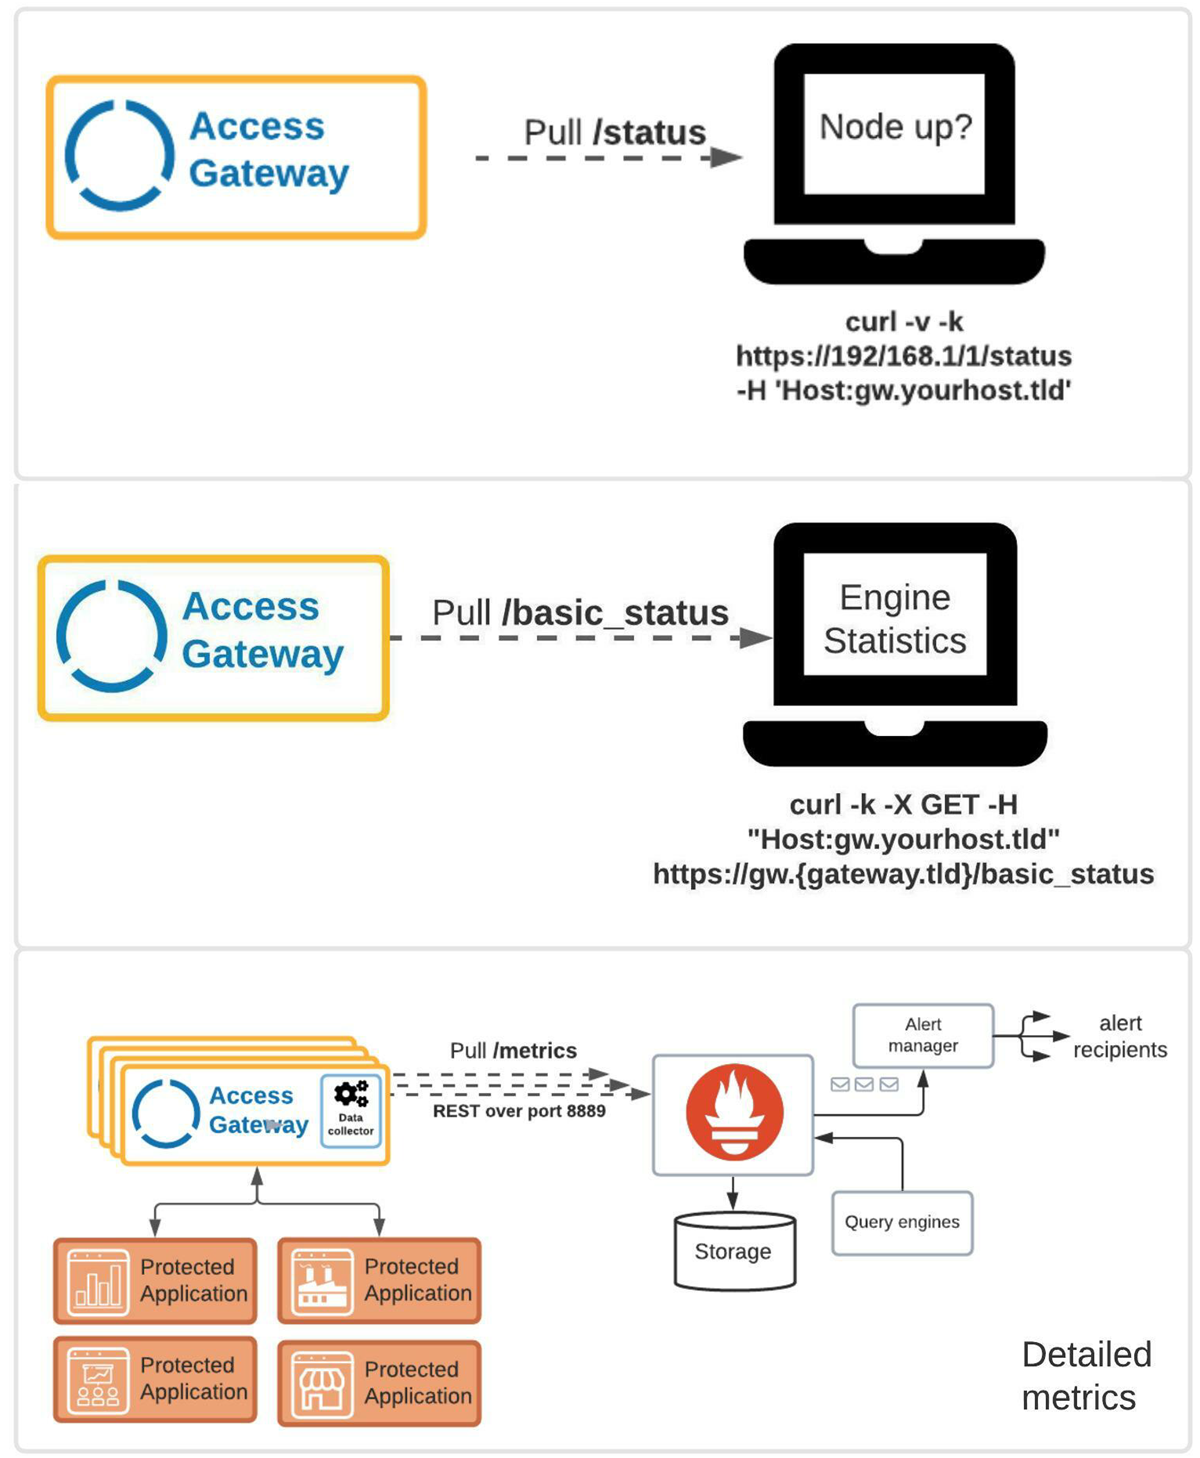 Access
Gateway
Pull /status
Node up?
curl -v -k
https://192/168.1/1/status
-H 'Host:gw.yourhost.tld'
Access
Gateway
Pull /basic_status
Engine
Statistics
curl -k -X GET -H
"Host:gw.yourhost.tld"
https://gw.{gateway.tld}/basic_status
Access
Gateway
Data
collector
Pull /metrics
REST over port 8889
Alert
manager
alert
recipients
Query engines
Storage
Protected
Application
Protected
Application
Protected
Application
Protected
Application
Detailed
metrics